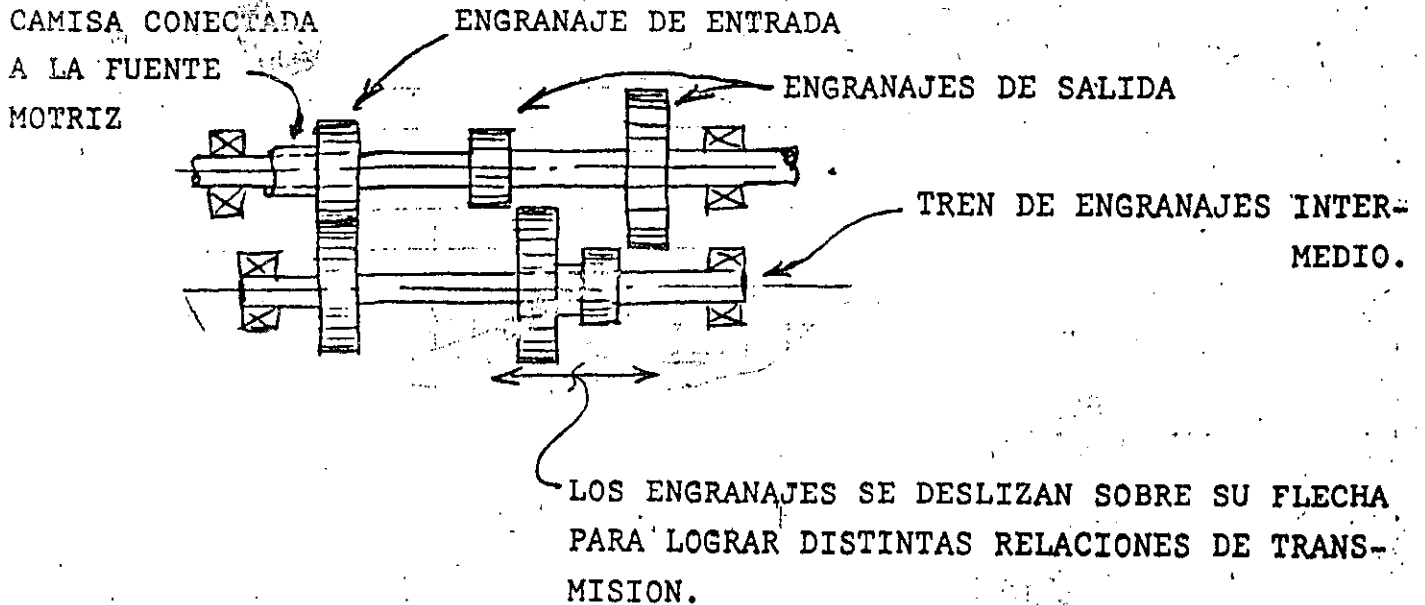 CAMISA CONECTADA
A LA FUENTE
MOTRIZ
ENGRANAJE DE ENTRADA
ENGRANAJES DE SALIDA
TREN DE ENGRANAJES INTER-
MEDIO.
LOS ENGRANAJES SE DESLIZAN SOBRE SU FLECHA
PARA LOGRAR DISTINTAS RELACIONES DE TRANS-
MISION.